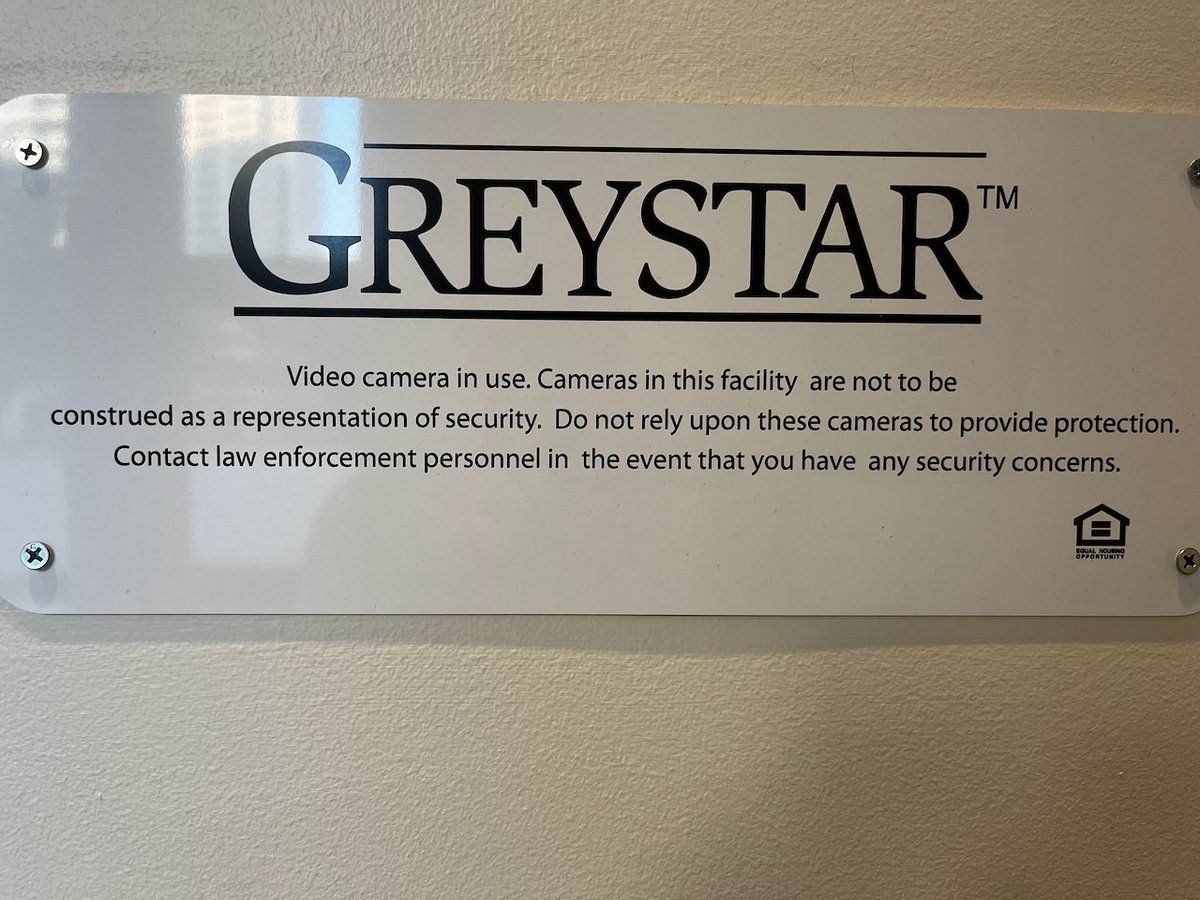 GREYSTAR™
Video camera in use. Cameras in this facility are not to be
construed as a representation of security. Do not rely upon these cameras to provide protection.
Contact law enforcement personnel in the event that you have any security concerns.
EQUAL HOUSING
OPPORTUNITY